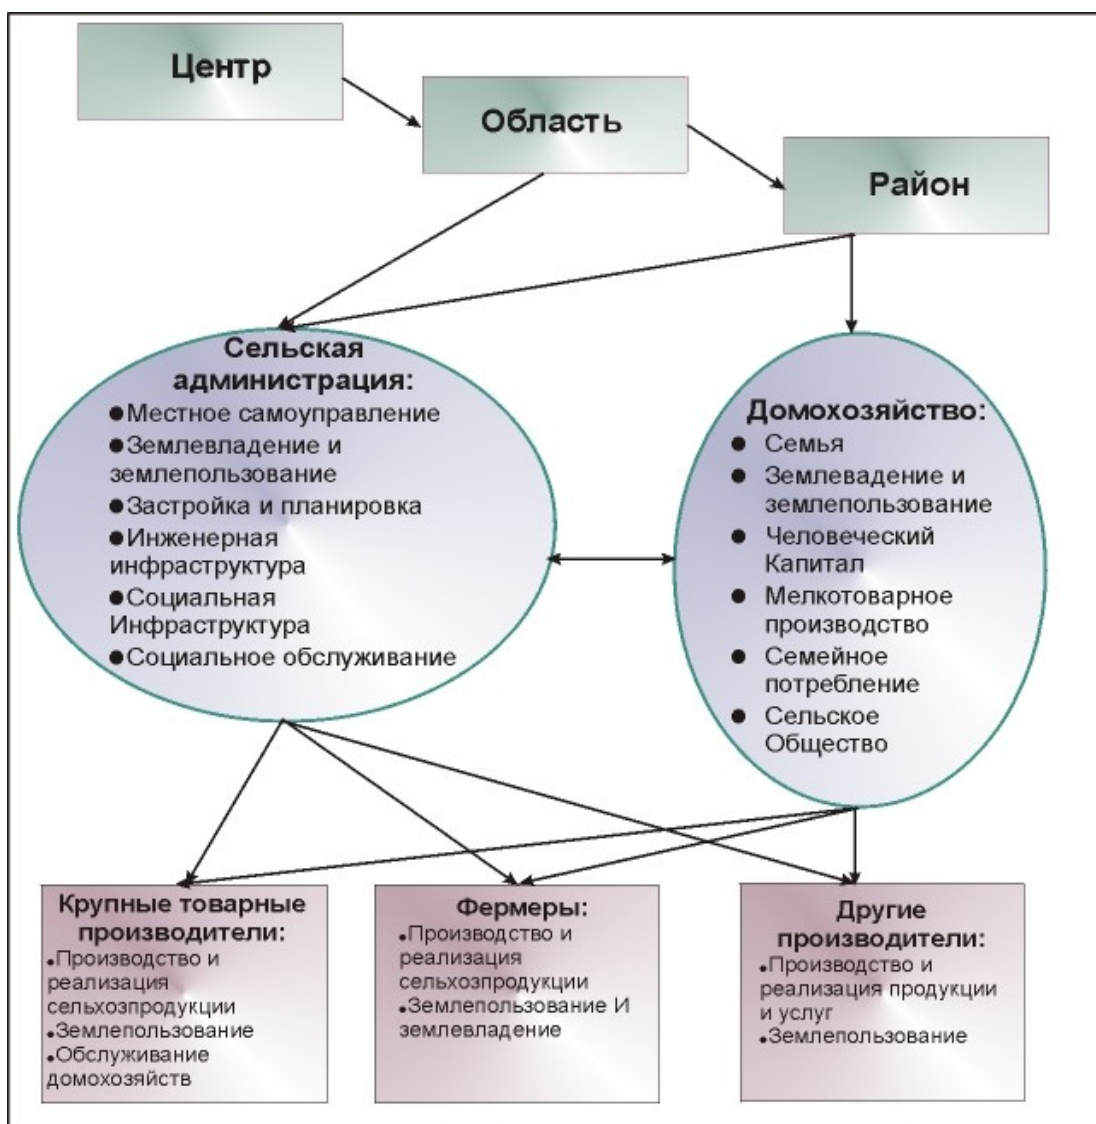 Центр
Область
Район
Сельская
администрация:
●Местное самоуправление
●Землевладение и
землепользование
●Застройка и планировка
●Инженерная
инфраструктура
●Социальная
Инфраструктура
●Социальное обслуживание
Домохозяйство:
● Семья
● Землевадение и
землепользование
● Человеческий
Капитал
● Мелкотоварное
производство
● Семейное
потребление
● Сельское
Общество
Крупные товарные
производители:
●Производство и
реализация
сельхозпродукции
●Землепользование
●Обслуживание
домохозяйств
Фермеры:
●Производство и
реализация
сельхозпродукции
●Землепользование И
землевладение
Другие
производители:
●Производство и
реализация продукции
и услуг
●Землепользование